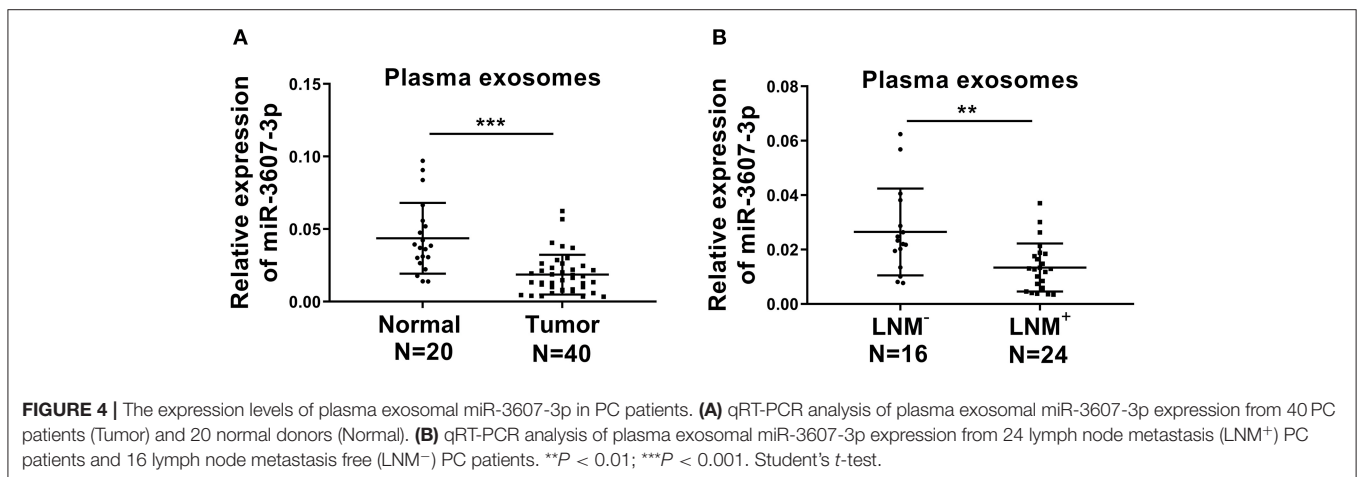 A
Plasma exosomes
Relative expression
of miR-3607-3p
0.15
0.10
0.05
0.00
***
Normal
N=20
Tumor
N=40
B
Plasma exosomes
Relative expression
of miR-3607-3p
0.08
0.06
0.04
0.02
0.00
**
LNM⁻
N=16
LNM⁺
N=24
FIGURE 4 | The expression levels of plasma exosomal miR-3607-3p in PC patients. (A) qRT-PCR analysis of plasma exosomal miR-3607-3p expression from 40 PC
patients (Tumor) and 20 normal donors (Normal). (B) qRT-PCR analysis of plasma exosomal miR-3607-3p expression from 24 lymph node metastasis (LNM⁺) PC
patients and 16 lymph node metastasis free (LNM⁻) PC patients. **P < 0.01; ***P < 0.001. Student's t-test.